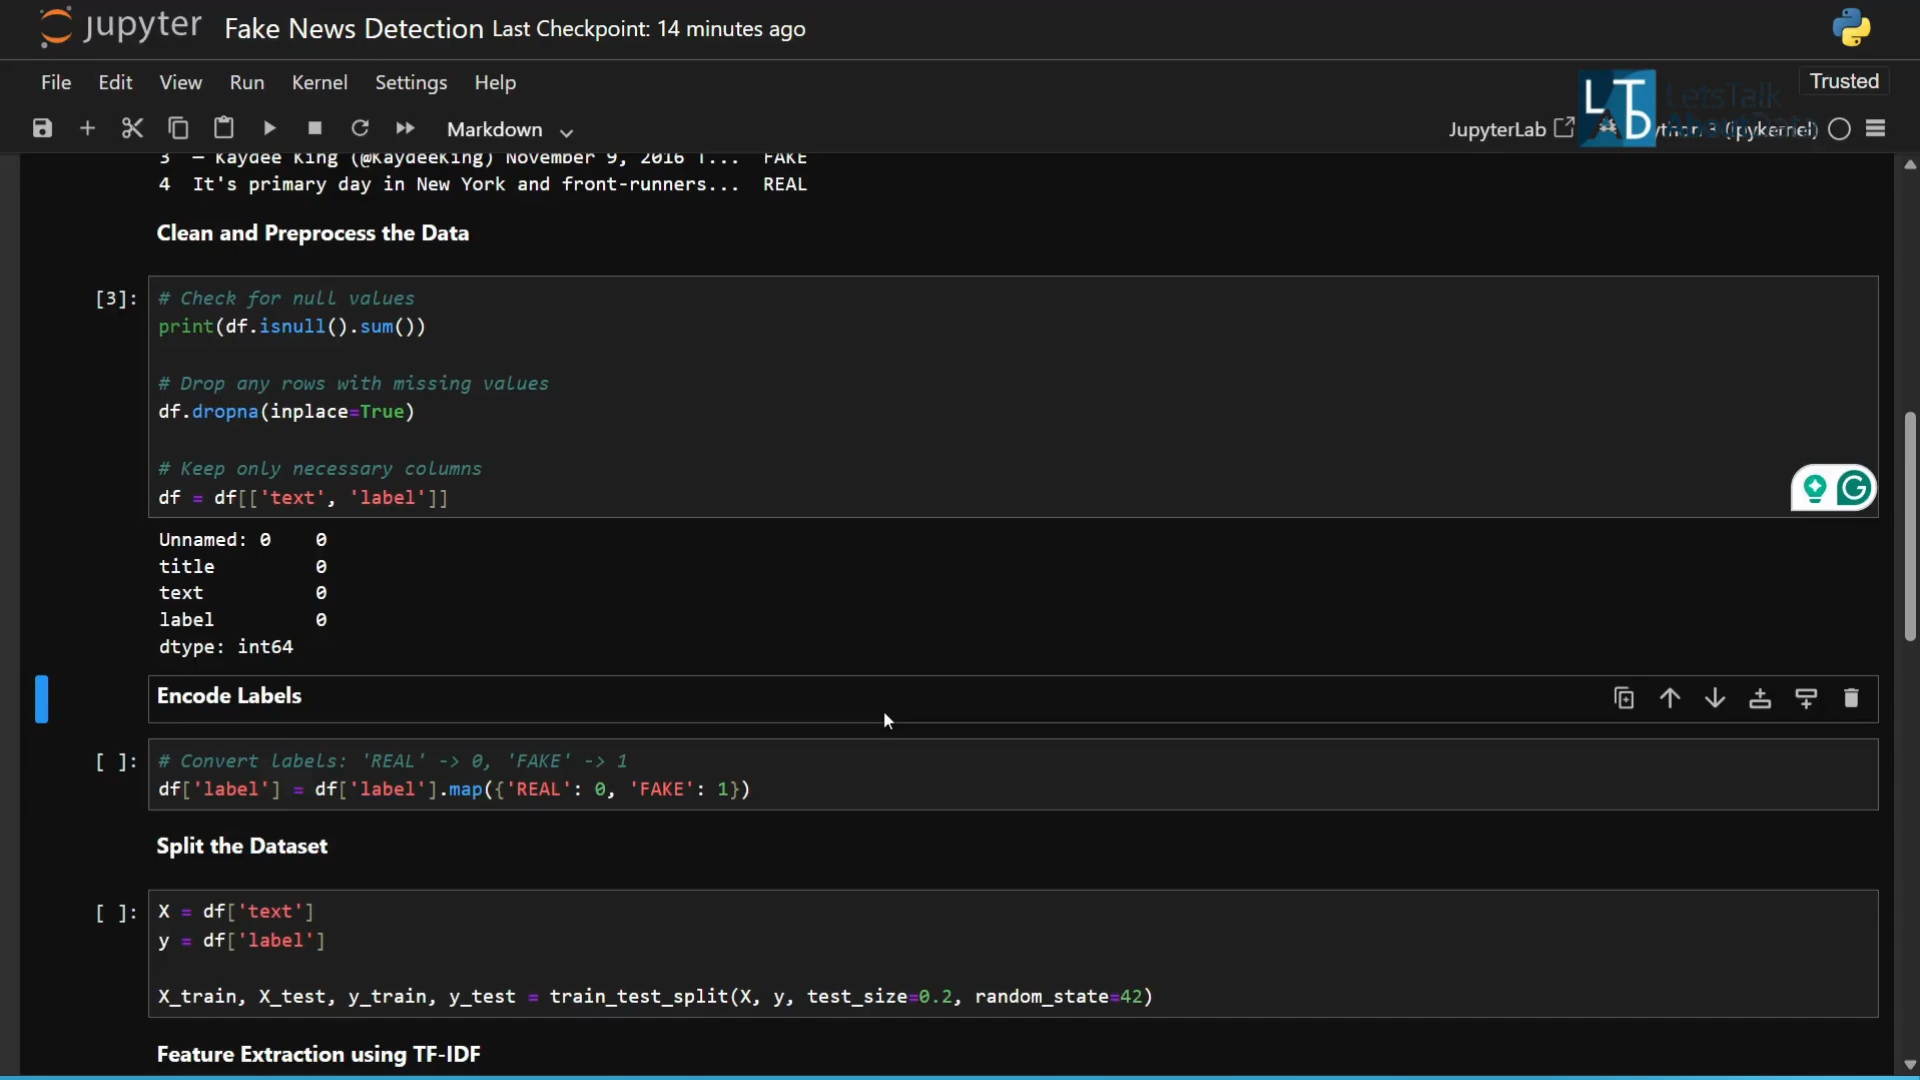 jupyter Fake News Detection Last Checkpoint: 14 minutes ago
File Edit View Run Kernel Settings Help
LTD LetsTalk
Trusted
Markdown
JupyterLab (ipykernel)
3 — Kaydee King (@KaydeeKing) November 9, 2016 T... FAKE
4 It's primary day in New York and front-runners... REAL
Clean and Preprocess the Data
[3]:
# Check for null values
print(df.isnull().sum())
# Drop any rows with missing values
df.dropna(inplace=True)
# Keep only necessary columns
df = df[['text', 'label']]
Unnamed: 0 0
title 0
text 0
label 0
dtype: int64
Encode Labels
[ ]:
# Convert labels: 'REAL' -> 0, 'FAKE' -> 1
df['label'] = df['label'].map({'REAL': 0, 'FAKE': 1})
Split the Dataset
[ ]:
X = df['text']
y = df['label']
X_train, X_test, y_train, y_test = train_test_split(X, y, test_size=0.2, random_state=42)
Feature Extraction using TF-IDF